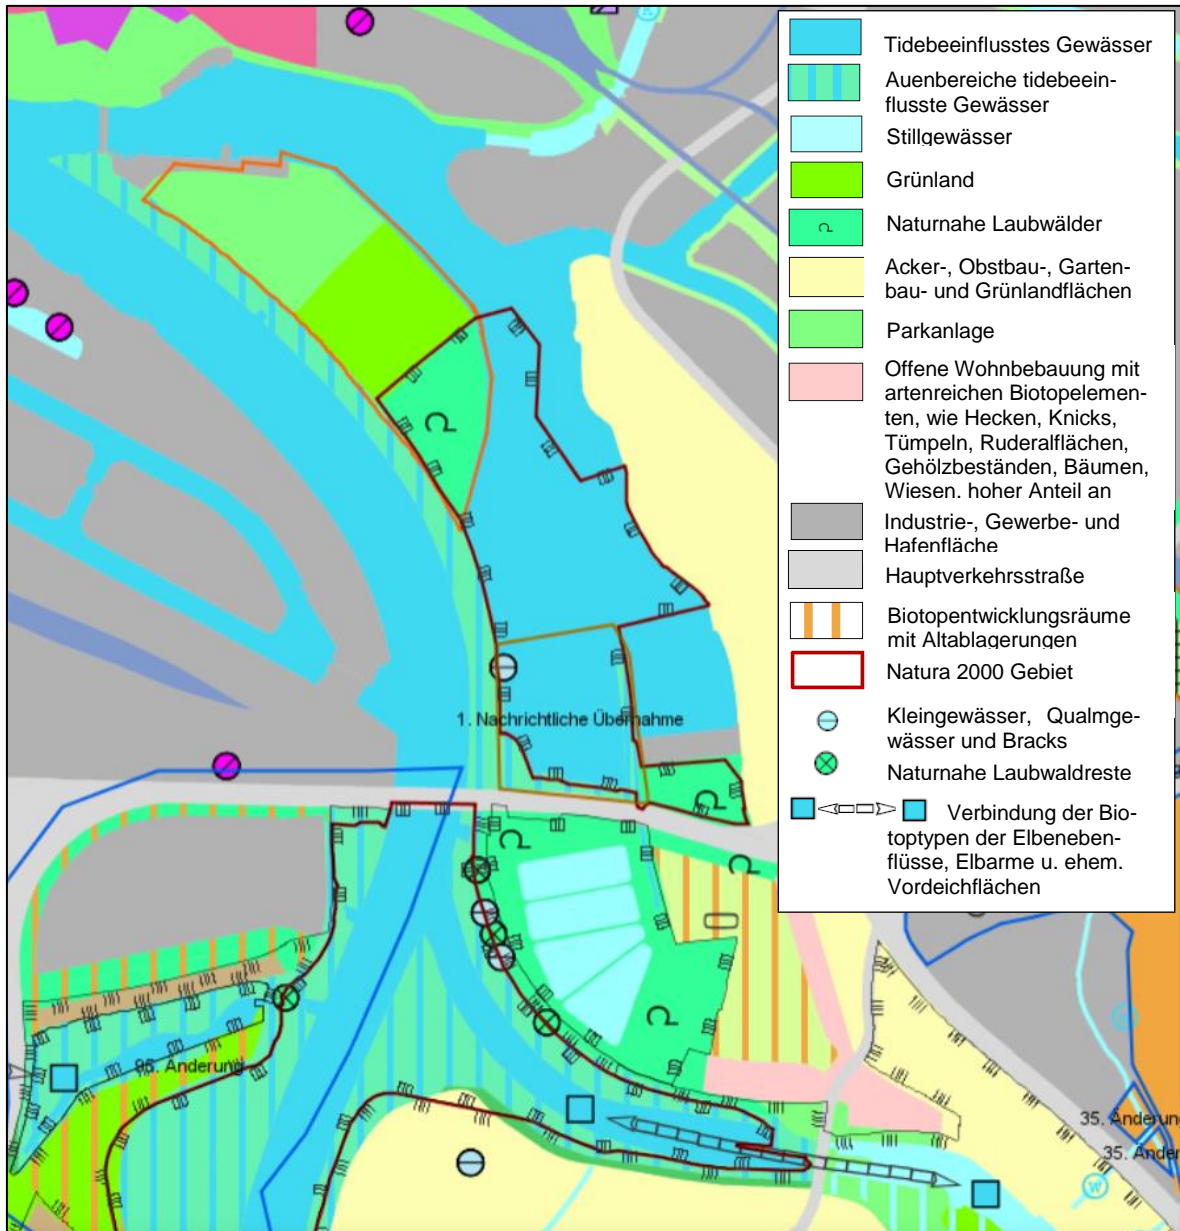 Tidebeeinflusstes Gewässer
Auenbereiche tidebeein-
flusste Gewässer
Stillgewässer
Grünland
Naturnahe Laubwälder
Acker-, Obstbau-, Garten-
bau- und Grünlandflächen
Parkanlage
Offene Wohnbebauung mit
artenreichen Biotopelemen-
ten, wie Hecken, Knicks,
Tümpeln, Ruderalflächen,
Gehölzbeständen, Bäumen,
Wiesen. hoher Anteil an
Industrie-, Gewerbe- und
Hafenfläche
Hauptverkehrsstraße
Biotopentwicklungsräume
mit Altablagerungen
Natura 2000 Gebiet
Kleingewässer, Qualmge-
wässer und Bracks
Naturnahe Laubwaldreste
Verbindung der Bio-
toptypen der Elbeneben-
flüsse, Elbarme u. ehem.
Vordeichflächen
1. Nachrichtliche Übernahme
Änderung
35. Änderung
35. Änder
W